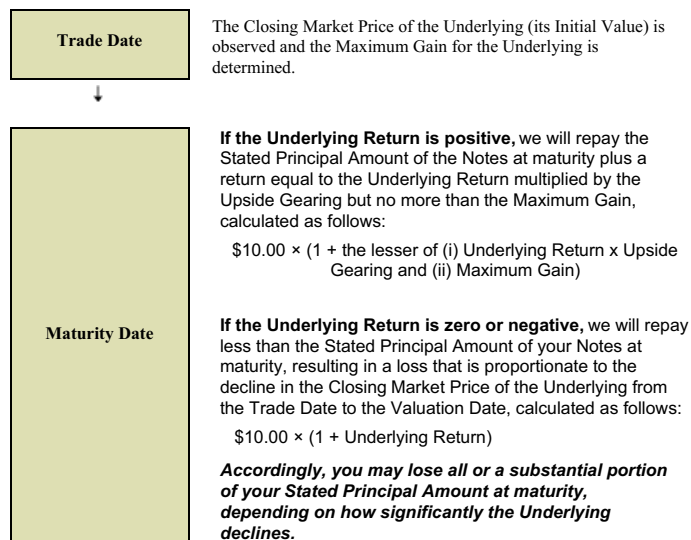 Trade Date
The Closing Market Price of the Underlying (its Initial Value) is
observed and the Maximum Gain for the Underlying is
determined.
↓
Maturity Date
If the Underlying Return is positive, we will repay the
Stated Principal Amount of the Notes at maturity plus a
return equal to the Underlying Return multiplied by the
Upside Gearing but no more than the Maximum Gain,
calculated as follows:
$10.00 × (1 + the lesser of (i) Underlying Return x Upside
Gearing and (ii) Maximum Gain)
If the Underlying Return is zero or negative, we will repay
less than the Stated Principal Amount of your Notes at
maturity, resulting in a loss that is proportionate to the
decline in the Closing Market Price of the Underlying from
the Trade Date to the Valuation Date, calculated as follows:
$10.00 × (1 + Underlying Return)
Accordingly, you may lose all or a substantial portion
of your Stated Principal Amount at maturity,
depending on how significantly the Underlying
declines.